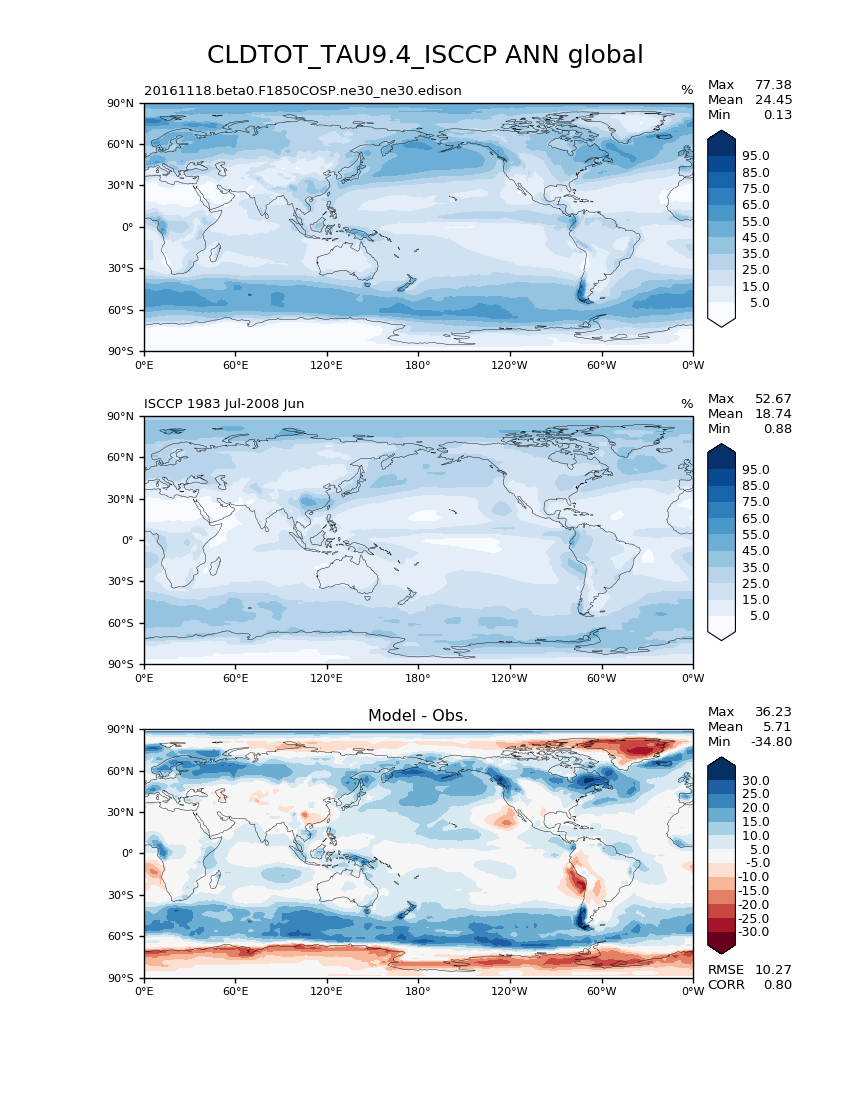 CLDTOT_TAU9.4_ISCCP ANN global
20161118.beta0.F1850COSP.ne30_ne30.edison %
Max 77.38
Mean 24.45
Min 0.13
90°N
60°N
30°N
0°
30°S
60°S
90°S
0°E 60°E 120°E 180° 120°W 60°W 0°W
95.0
85.0
75.0
65.0
55.0
45.0
35.0
25.0
15.0
5.0
ISCCP 1983 Jul-2008 Jun %
Max 52.67
Mean 18.74
Min 0.88
90°N
60°N
30°N
0°
30°S
60°S
90°S
0°E 60°E 120°E 180° 120°W 60°W 0°W
95.0
85.0
75.0
65.0
55.0
45.0
35.0
25.0
15.0
5.0
Model - Obs.
Max 36.23
Mean 5.71
Min -34.80
90°N
60°N
30°N
0°
30°S
60°S
90°S
0°E 60°E 120°E 180° 120°W 60°W 0°W
30.0
25.0
20.0
15.0
10.0
5.0
-5.0
-10.0
-15.0
-20.0
-25.0
-30.0
RMSE 10.27
CORR 0.80